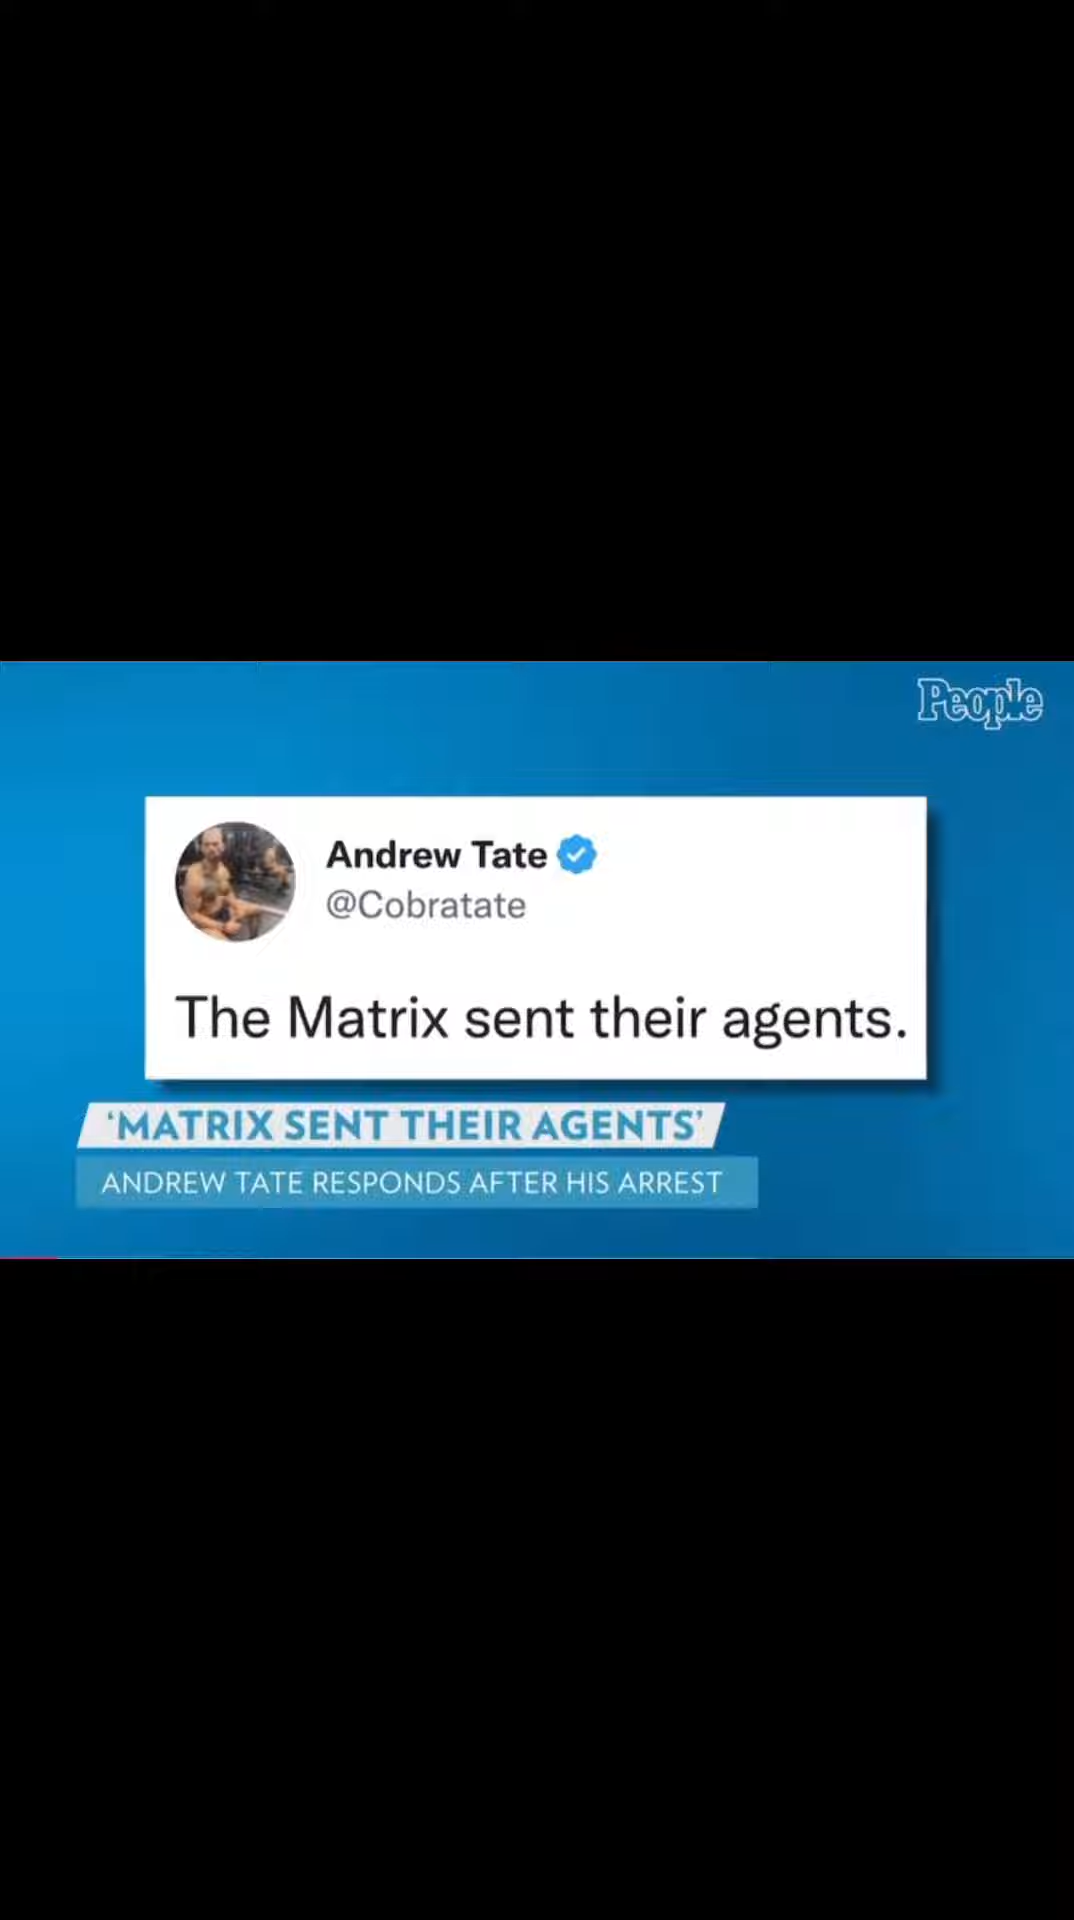 People
Andrew Tate
@Cobratate
The Matrix sent their agents.
‘MATRIX SENT THEIR AGENTS’
ANDREW TATE RESPONDS AFTER HIS ARREST